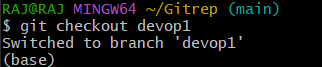 RAJ@RAJ MINGW64 ~/Gitrep (main)
$ git checkout devop1
Switched to branch 'devop1'
(base)